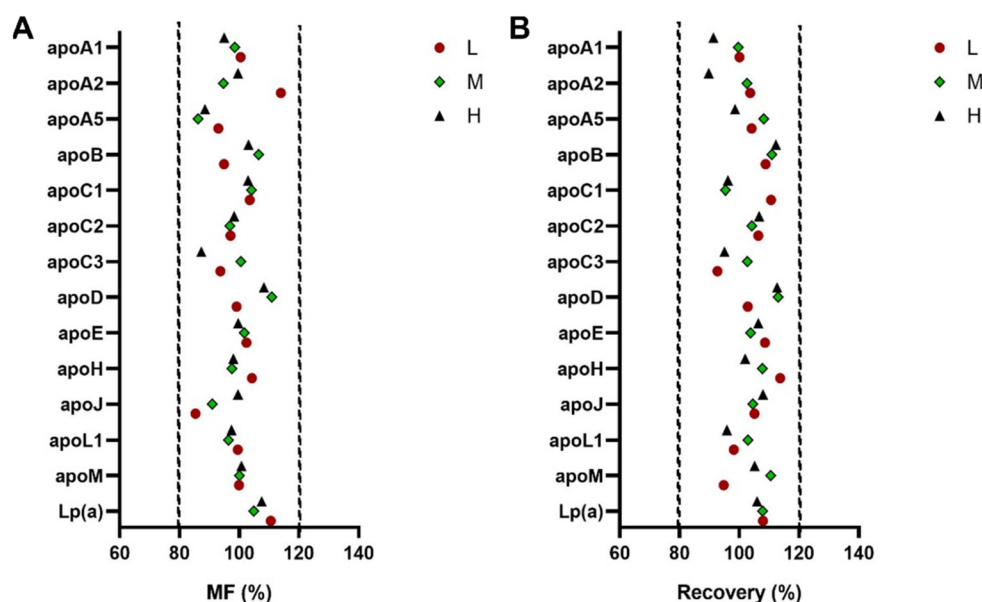 A
apoA1
apoA2
apoA5
apoB
apoC1
apoC2
apoC3
apoD
apoE
apoH
apoJ
apoL1
apoM
Lp(a)
60 80 100 120 140
MF (%)
L
M
H
B
apoA1
apoA2
apoA5
apoB
apoC1
apoC2
apoC3
apoD
apoE
apoH
apoJ
apoL1
apoM
Lp(a)
60 80 100 120 140
Recovery (%)
L
M
H